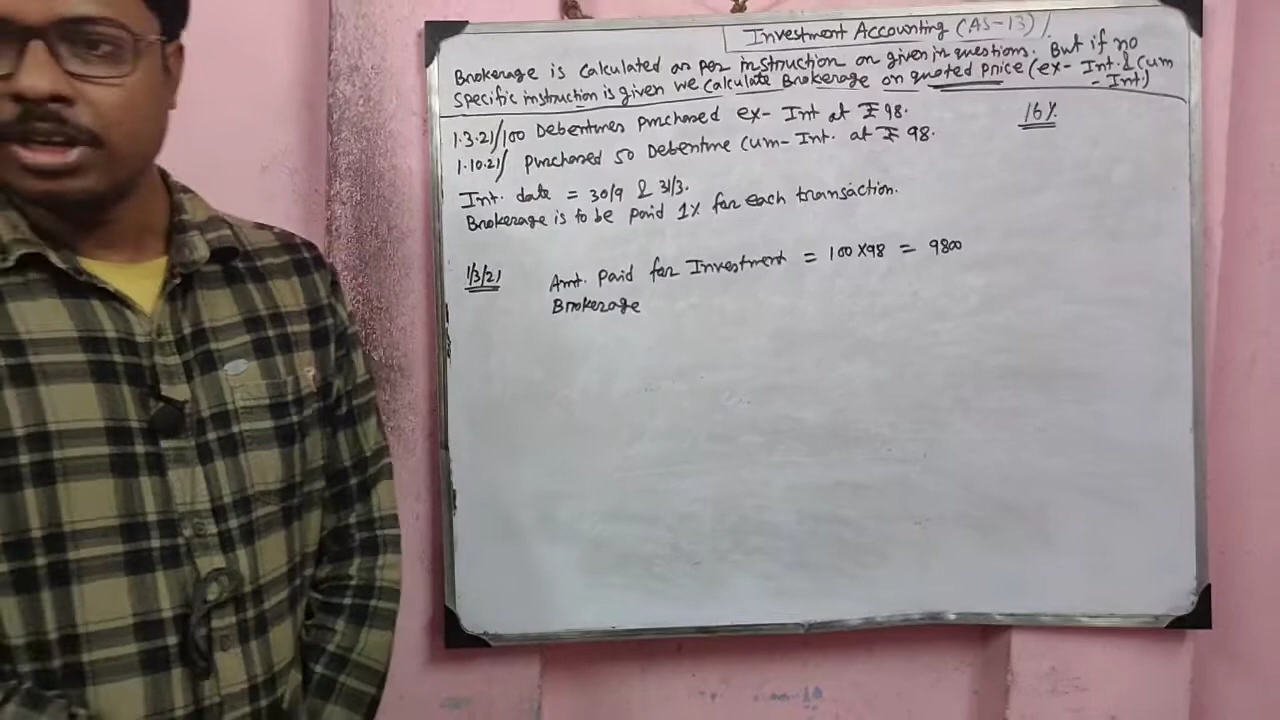 Investment Accounting (AS-13)
Brokerage is calculated as per instruction or given in questions. But if no
specific instruction is given we calculate Brokerage on quoted price (ex-Int. & Cum
-Int)
1.3.21/ 100 Debentures purchased ex-Int at ₹ 98.
16%
1.10.21/ purchased 50 Debenture Cum-Int. at ₹ 98.
Int. date = 30/9 & 31/3.
Brokerage is to be paid 1% for each transaction.
1/3/21 Amt. paid for Investment = 100 X 98 = 9800
Brokerage